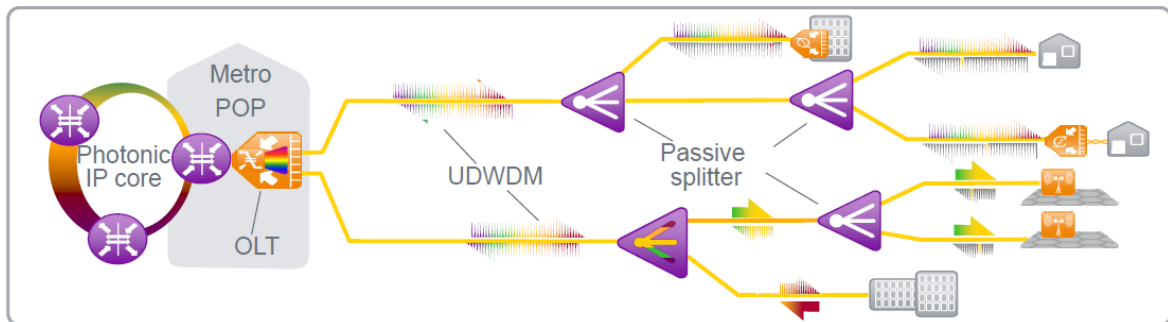 Metro
POP
Photonic
IP core
OLT
UDWDM
Passive
splitter